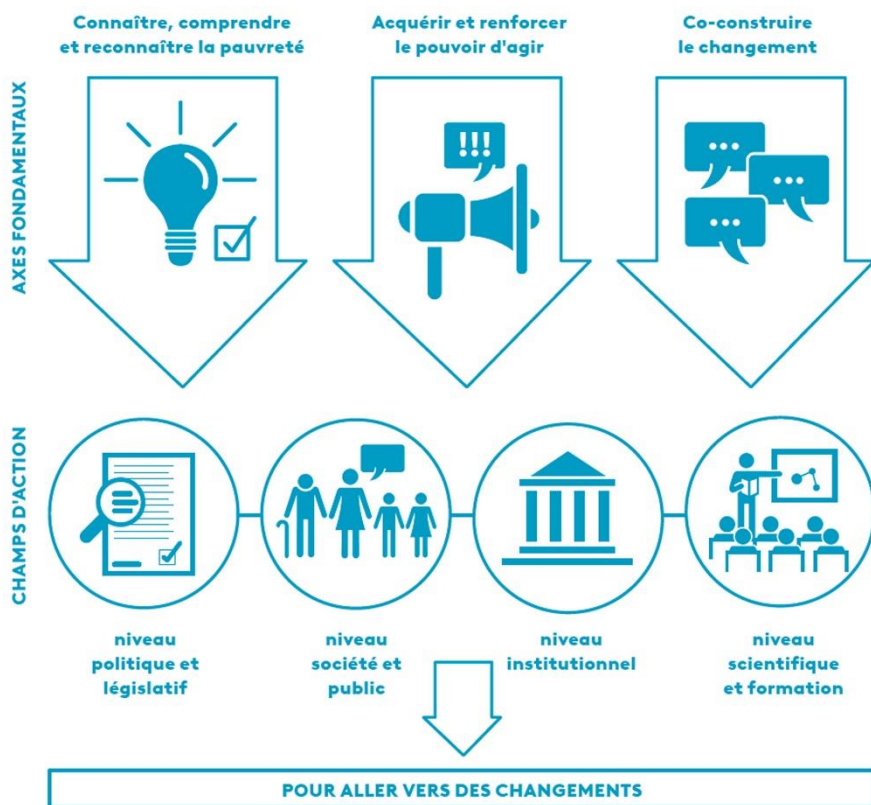 Connaître, comprendre
et reconnaître la pauvreté
Acquérir et renforcer
le pouvoir d'agir
Co-construire
le changement
AXES FONDAMENTAUX
!!!
CHAMPS D'ACTION
niveau
politique et
législatif
niveau
société et
public
niveau
institutionnel
niveau
scientifique
et formation
POUR ALLER VERS DES CHANGEMENTS